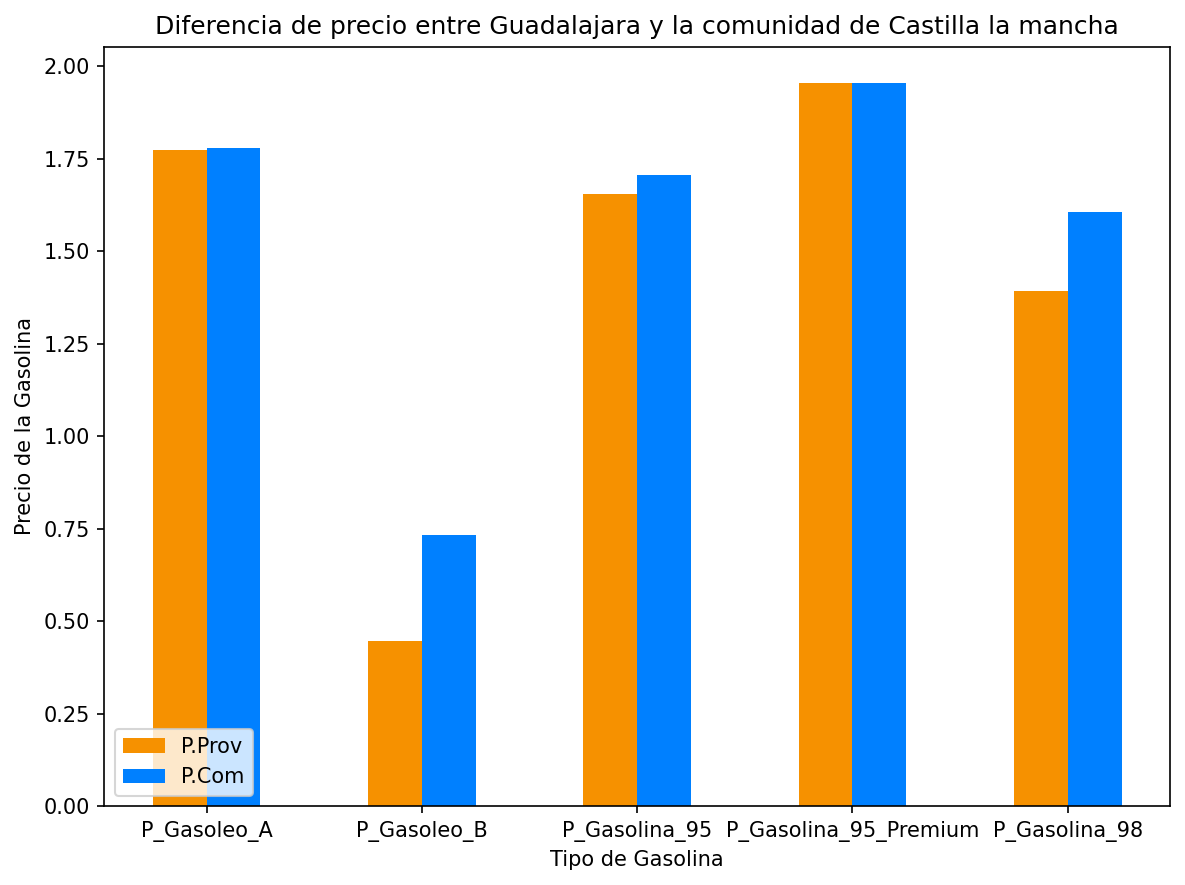 Diferencia de precio entre Guadalajara y la comunidad de Castilla la mancha
Precio de la Gasolina
2.00
1.75
1.50
1.25
1.00
0.75
0.50
0.25
0.00
P.Prov
P.Com
P_Gasoleo_A P_Gasoleo_B P_Gasolina_95 P_Gasolina_95_Premium P_Gasolina_98
Tipo de Gasolina